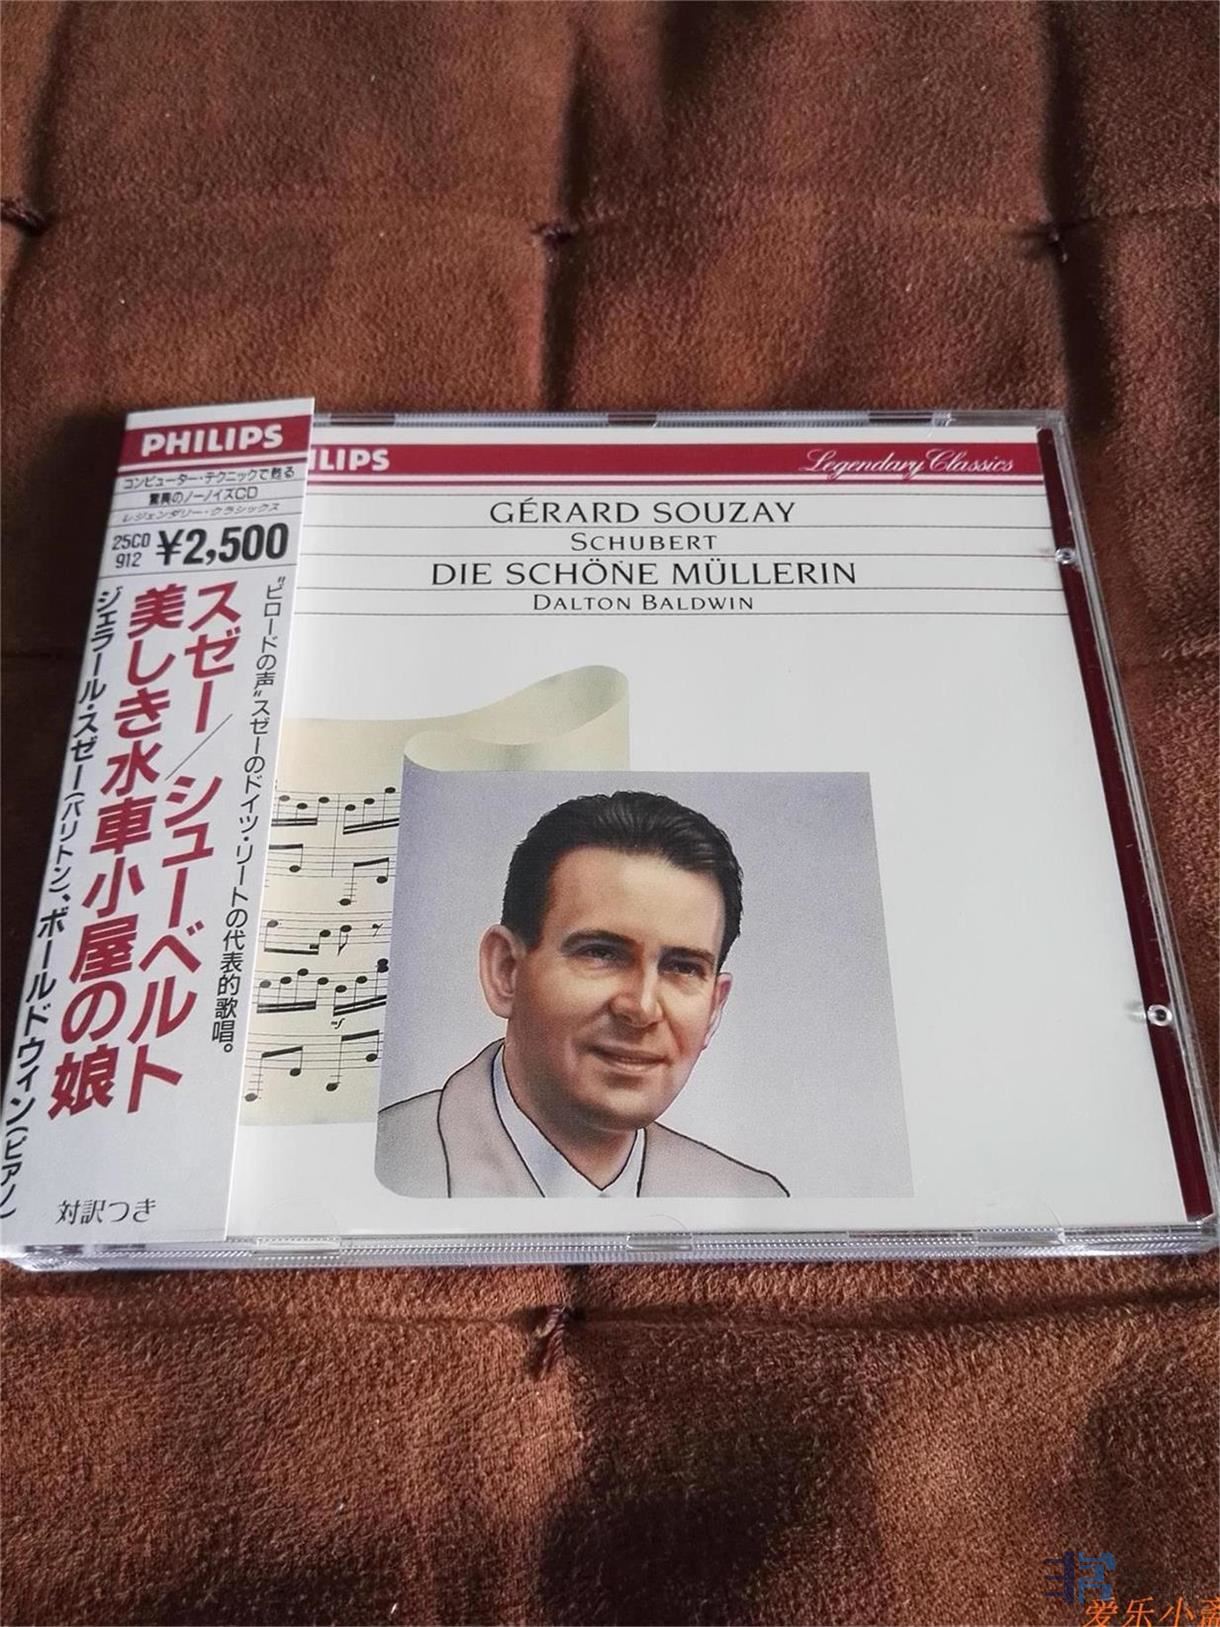 PHILIPS
コンピューター・テクニックで甦る
驚異のノーノイズCD
レジェンダリー・クラシックス
25CD
912
¥2,500
"ビロードの声"スゼーのドイツ・リートの代表的歌唱。
スゼー/シューベルト
美しき水車小屋の娘
ジェラール・スゼー(バリトン)、ボールドウィン(ピアノ)
対訳つき
ILIPS
Legendary Classics
GÉRARD SOUZAY
SCHUBERT
DIE SCHÖNE MÜLLERIN
DALTON BALDWIN
爱乐小斋